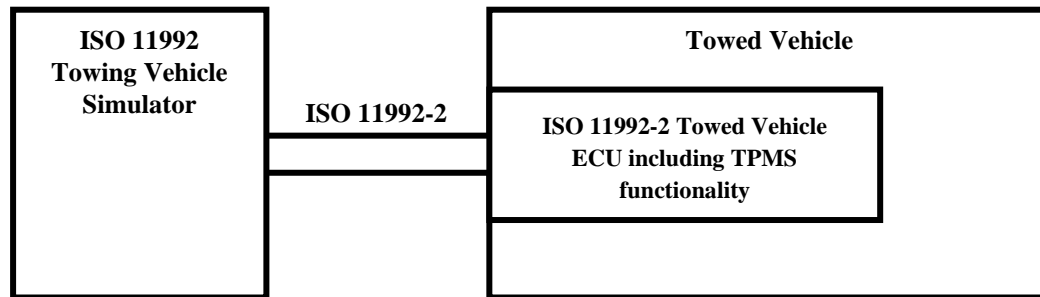 ISO 11992
Towing Vehicle
Simulator
ISO 11992-2
Towed Vehicle
ISO 11992-2 Towed Vehicle
ECU including TPMS
functionality